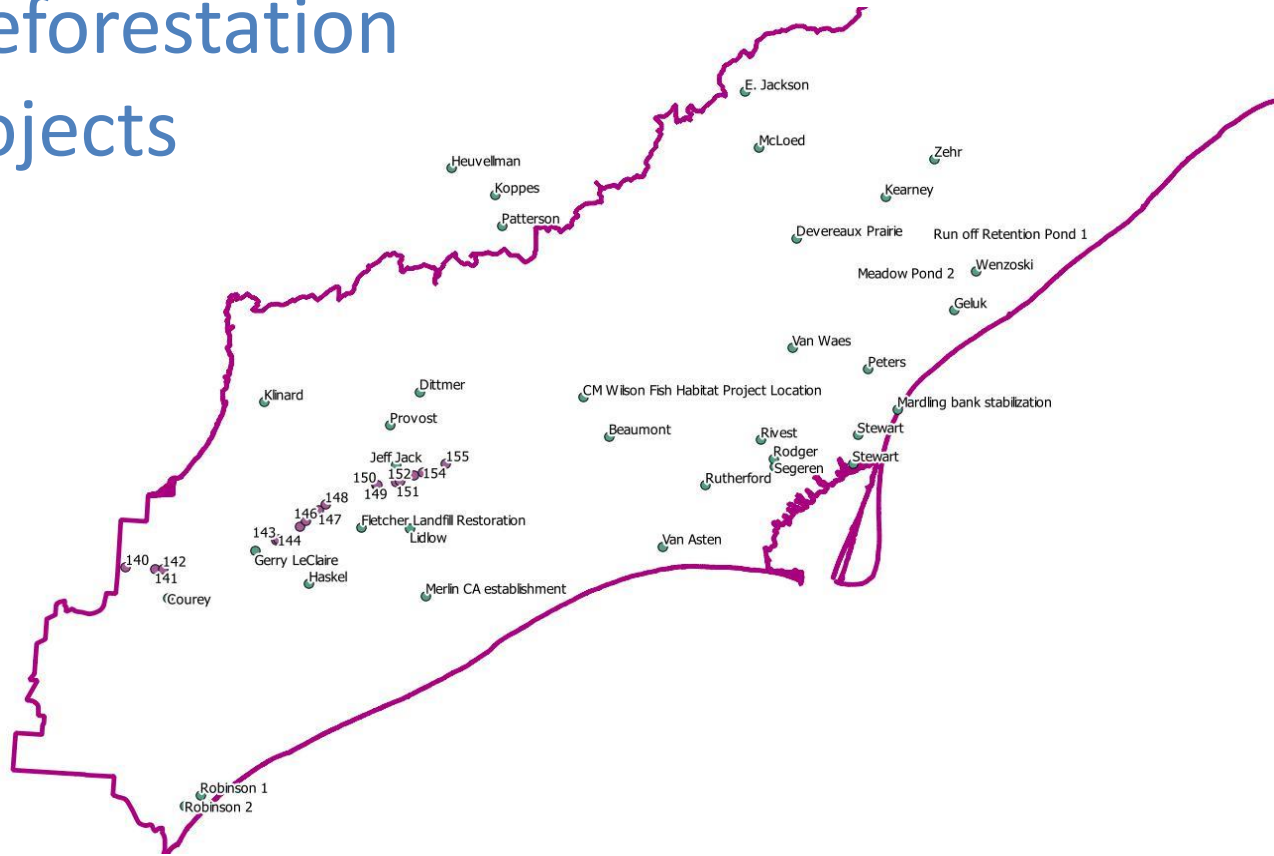 eforestation
ojects
E. Jackson
McLoed
Zehr
Heuvellman
Koppes
Kearney
Patterson
Devereaux Prairie
Run off Retention Pond 1
Wenzoski
Meadow Pond 2
Geluk
Van Waes
Peters
Dittmer
CM Wilson Fish Habitat Project Location
Klinard
Mardling bank stabilization
Provost
Beaumont
Rivest
Stewart
Jeff Jack
155
Rodger
Stewart
Segeren
150
152
154
Rutherford
149
151
148
146
147
Fletcher Landfill Restoration
143
144
Lidlow
Van Asten
Gerry LeClaire
140
142
141
Haskel
Merlin CA establishment
Courey
Robinson 1
Robinson 2